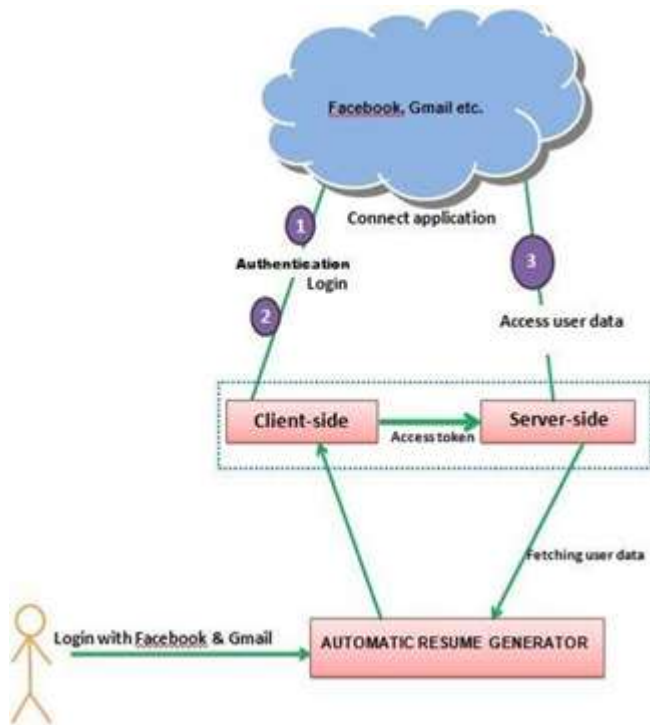 Facebook, Gmail etc.
1
Connect application
3
Authentication
Login
2
Access user data
Client-side
Server-side
Access token
Fetching user data
Login with Facebook & Gmail
AUTOMATIC RESUME GENERATOR